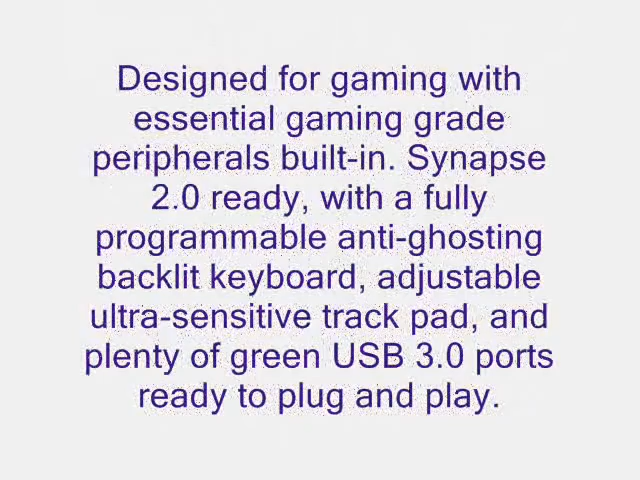 Designed for gaming with
essential gaming grade
peripherals built-in. Synapse
2.0 ready, with a fully
programmable anti-ghosting
backlit keyboard, adjustable
ultra-sensitive track pad, and
plenty of green USB 3.0 ports
ready to plug and play.